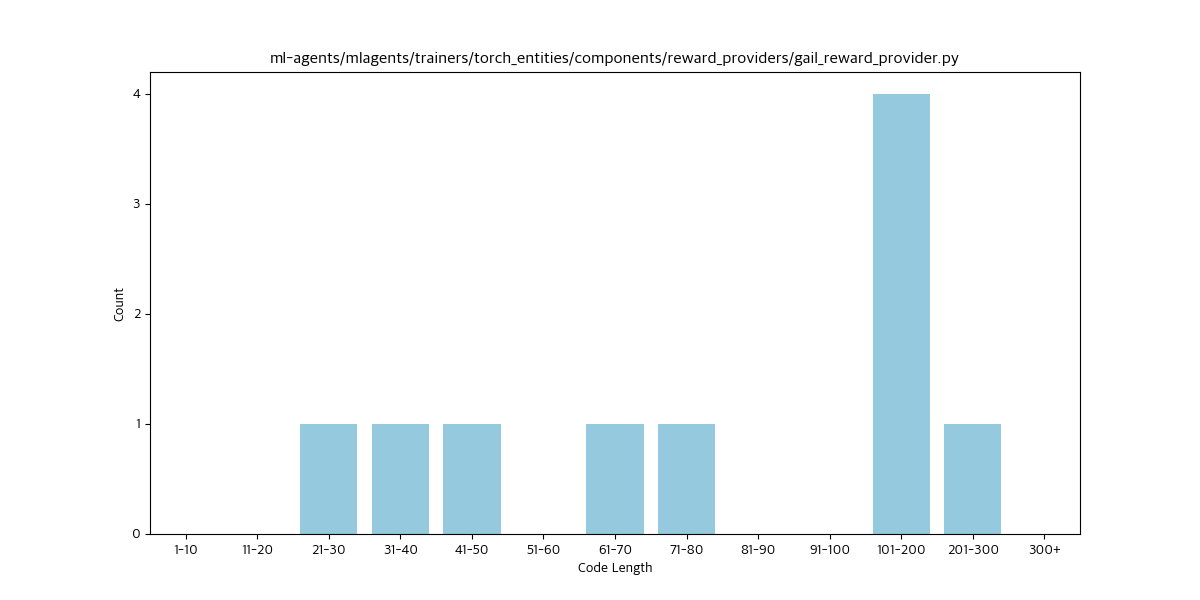 ml-agents/mlagents/trainers/torch_entities/components/reward_providers/gail_reward_provider.py
4
3
2
1
0
Count
1-10 11-20 21-30 31-40 41-50 51-60 61-70 71-80 81-90 91-100 101-200 201-300 300+
Code Length